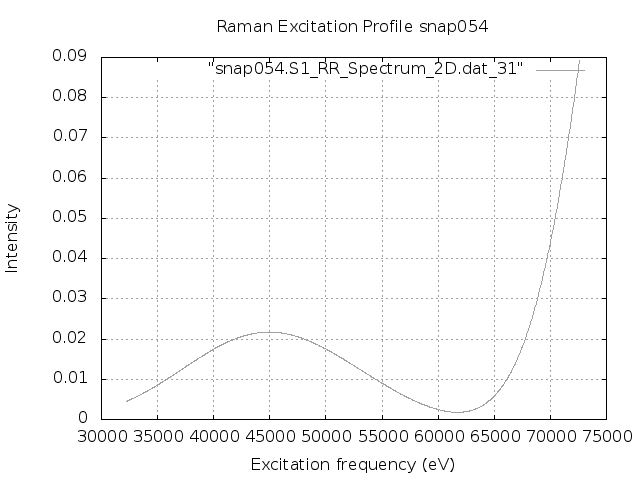 Raman Excitation Profile snap054
"snap054.S1_RR_Spectrum_2D.dat_31"
0.09
0.08
0.07
0.06
0.05
0.04
0.03
0.02
0.01
0
Intensity
30000 35000 40000 45000 50000 55000 60000 65000 70000 75000
Excitation frequency (eV)